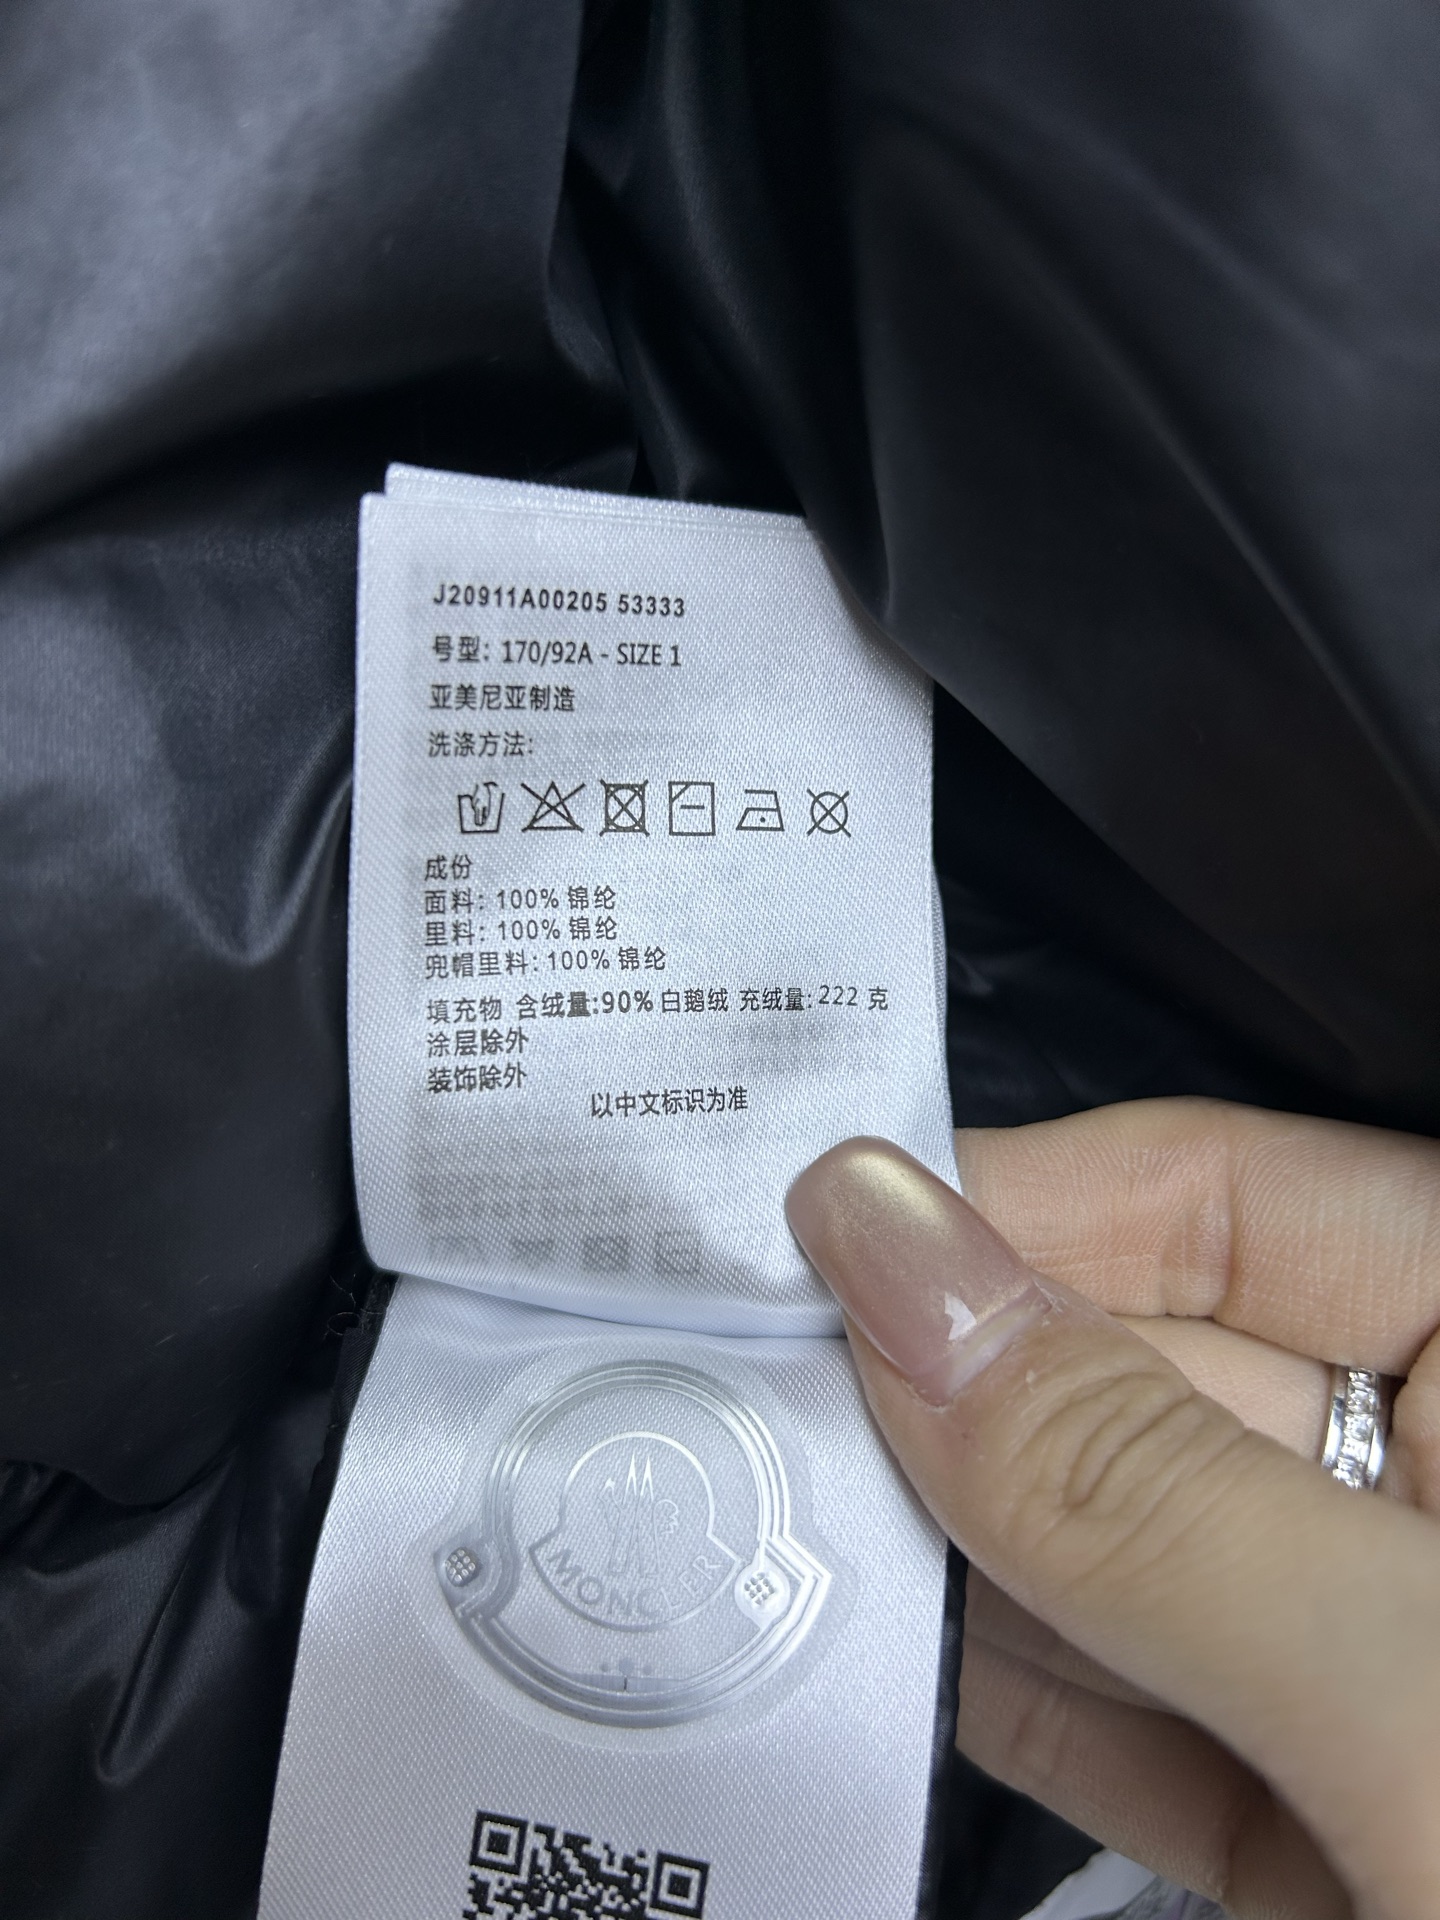 J20911A00205 53333
号型: 170/92A - SIZE 1
亚美尼亚制造
洗涤方法:
成份
面料: 100% 锦纶
里料: 100% 锦纶
兜帽里料: 100% 锦纶
填充物 含绒量:90% 白鹅绒 充绒量: 222 克
涂层除外
装饰除外
以中文标识为准
MONCLER